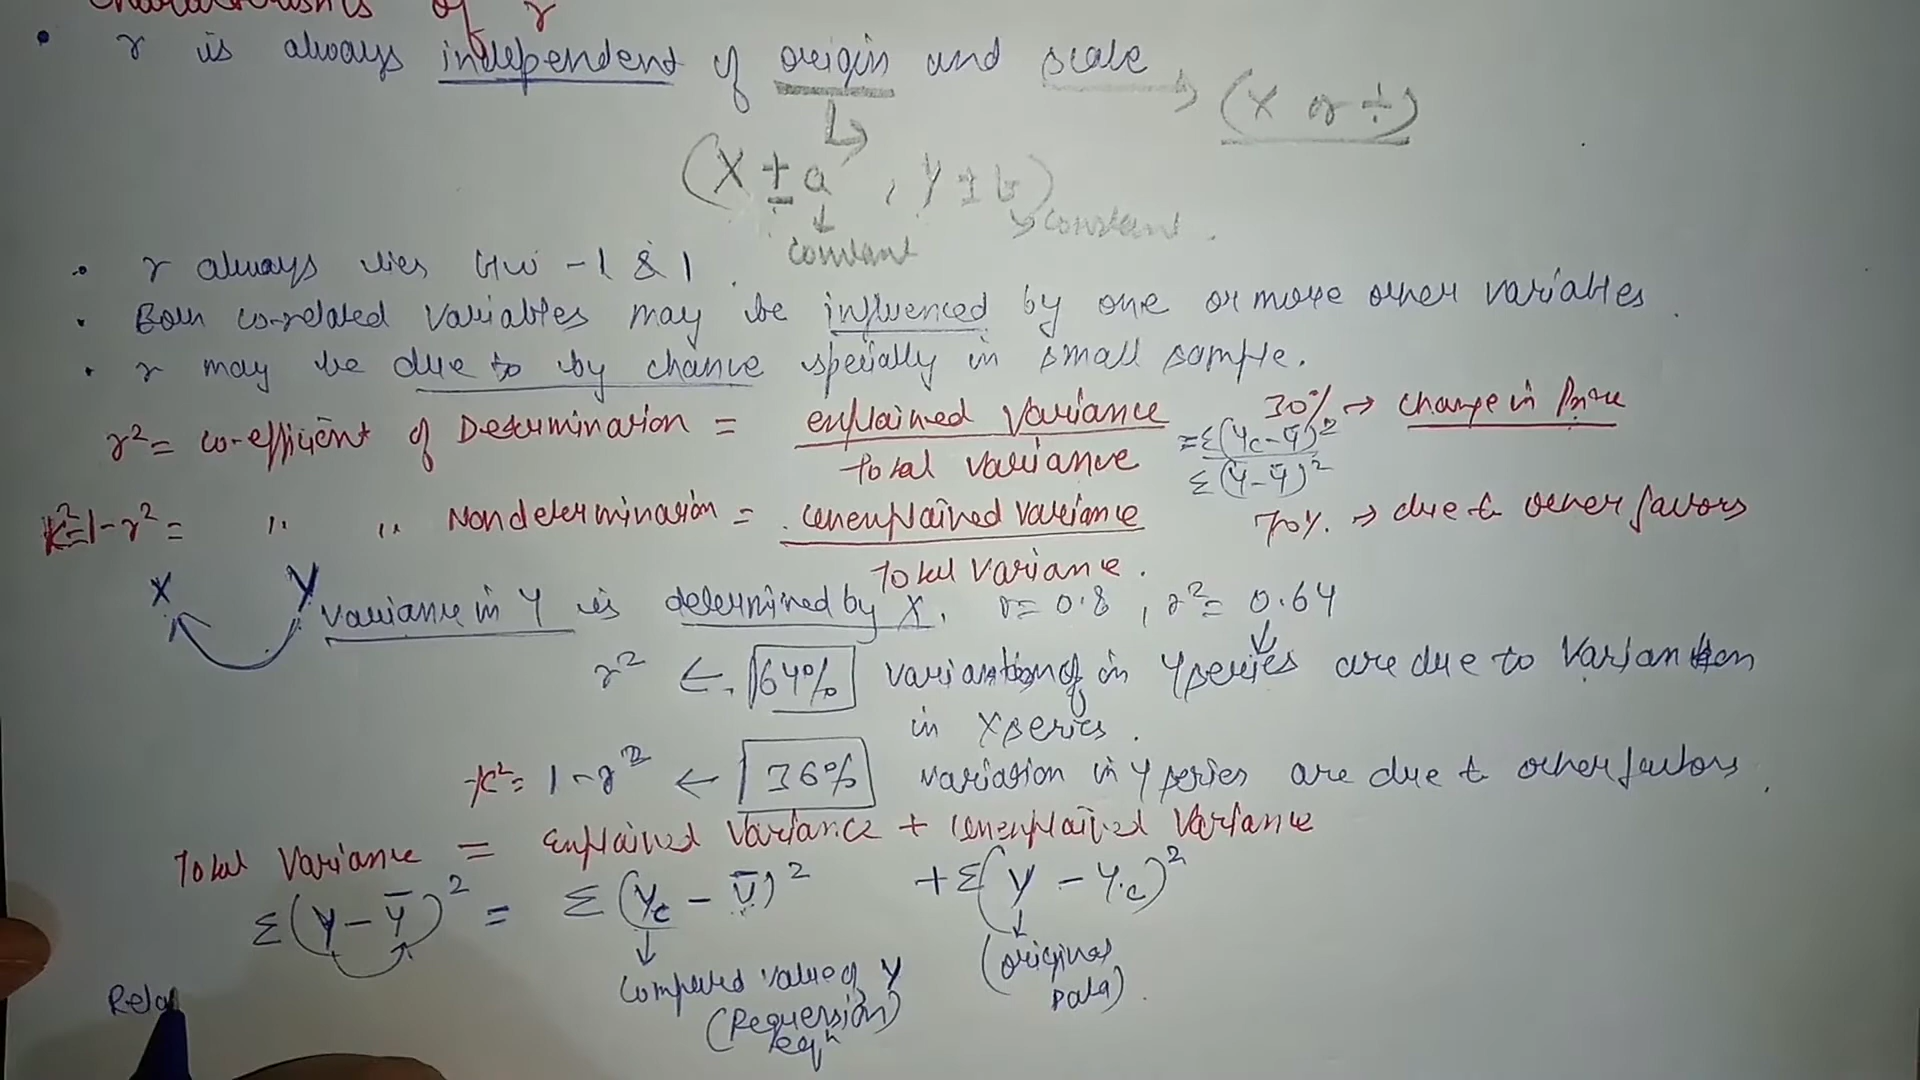 Characteristics of r
• r is always independent of origin and scale → (× or ÷)
(X ± a , Y ± b)
constant constant.
• r always lies b/w -1 & 1.
• Both co-related variables may be influenced by one or more other variables.
• r may be due to by chance specially in small sample.
r² = co-efficient of Determination = explained variance / Total variance = Σ(Yc - Ȳ)² / Σ(Y - Ȳ)² 30% → change in Price
K² = 1 - r² = ,, ,, Nondetermination = unexplained variance / Total variance. 70% → due to other factors
X Y variance in Y is determined by X. r = 0.8 , r² = 0.64
r² ← 64% variation in Y series are due to variation
in X series.
K² = 1 - r² ← 36% variation in Y series are due to other factors.
Total Variance = Explained Variance + Unexplained Variance
Σ(Y - Ȳ)² = Σ(Yc - Ȳ)² + Σ(Y - Yc)²
Computed value of Y (original
(Regression data).
eqⁿ)
Rela